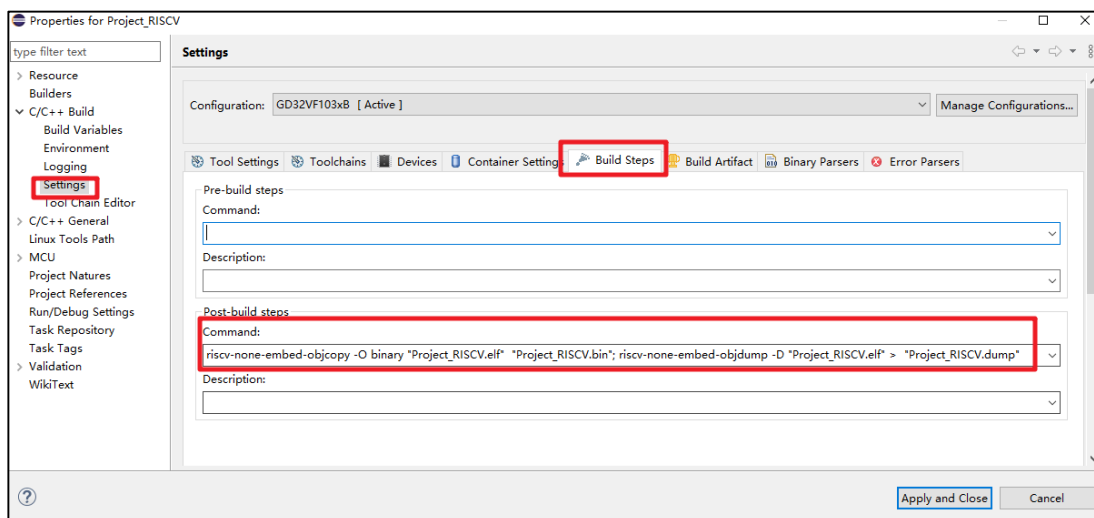 Properties for Project_RISCV
type filter text
Settings
Resource
Builders
C/C++ Build
Build Variables
Environment
Logging
Settings
Tool Chain Editor
C/C++ General
Linux Tools Path
MCU
Project Natures
Project References
Run/Debug Settings
Task Repository
Task Tags
Validation
WikiText
Configuration: GD32VF103xB [ Active ] Manage Configurations...
Tool Settings Toolchains Devices Container Settings Build Steps Build Artifact Binary Parsers Error Parsers
Pre-build steps
Command:
Description:
Post-build steps
Command:
riscv-none-embed-objcopy -O binary "Project_RISCV.elf" "Project_RISCV.bin"; riscv-none-embed-objdump -D "Project_RISCV.elf" > "Project_RISCV.dump"
Description:
Apply and Close Cancel